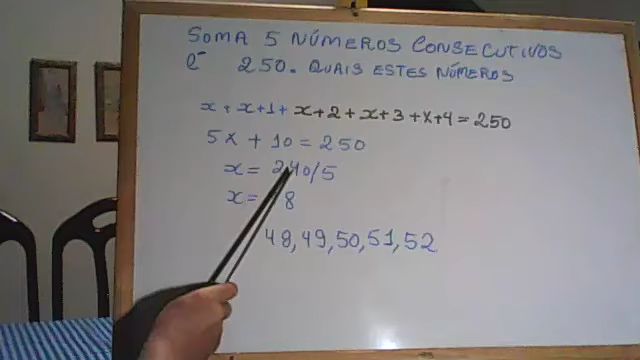 SOMA 5 NÚMEROS CONSECUTIVOS
É 250. QUAIS ESTES NÚMEROS
x + x+1+ x+2+x+3+x+4=250
5x + 10 = 250
x = 240/5
x = 8
48,49,50,51,52